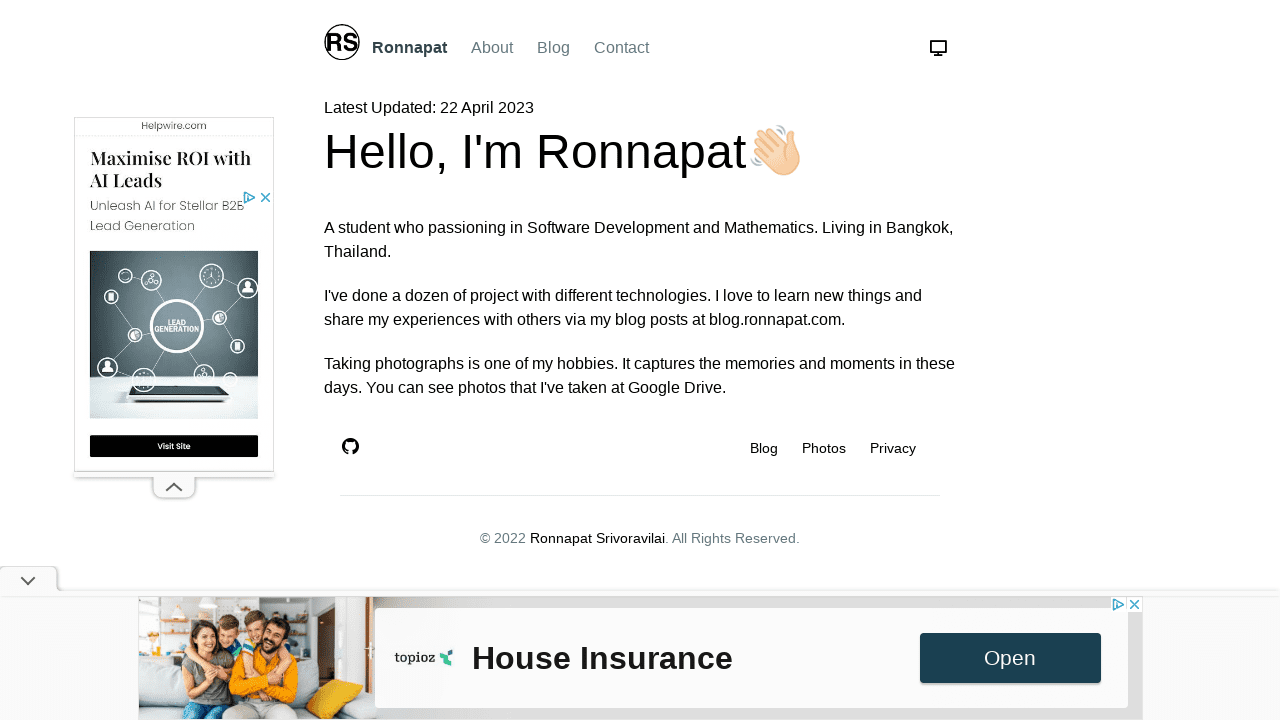 RS
Ronnapat About Blog Contact
Latest Updated: 22 April 2023
Hello, I'm Ronnapat👋🏻
A student who passioning in Software Development and Mathematics. Living in Bangkok,
Thailand.
I've done a dozen of project with different technologies. I love to learn new things and
share my experiences with others via my blog posts at blog.ronnapat.com.
Taking photographs is one of my hobbies. It captures the memories and moments in these
days. You can see photos that I've taken at Google Drive.
Blog Photos Privacy
© 2022 Ronnapat Srivoravilai. All Rights Reserved.
Helpwire.com
Maximise ROI with
AI Leads
Unleash AI for Stellar B2B
Lead Generation
LEAD
GENERATION
Visit Site
topioz
House Insurance
Open